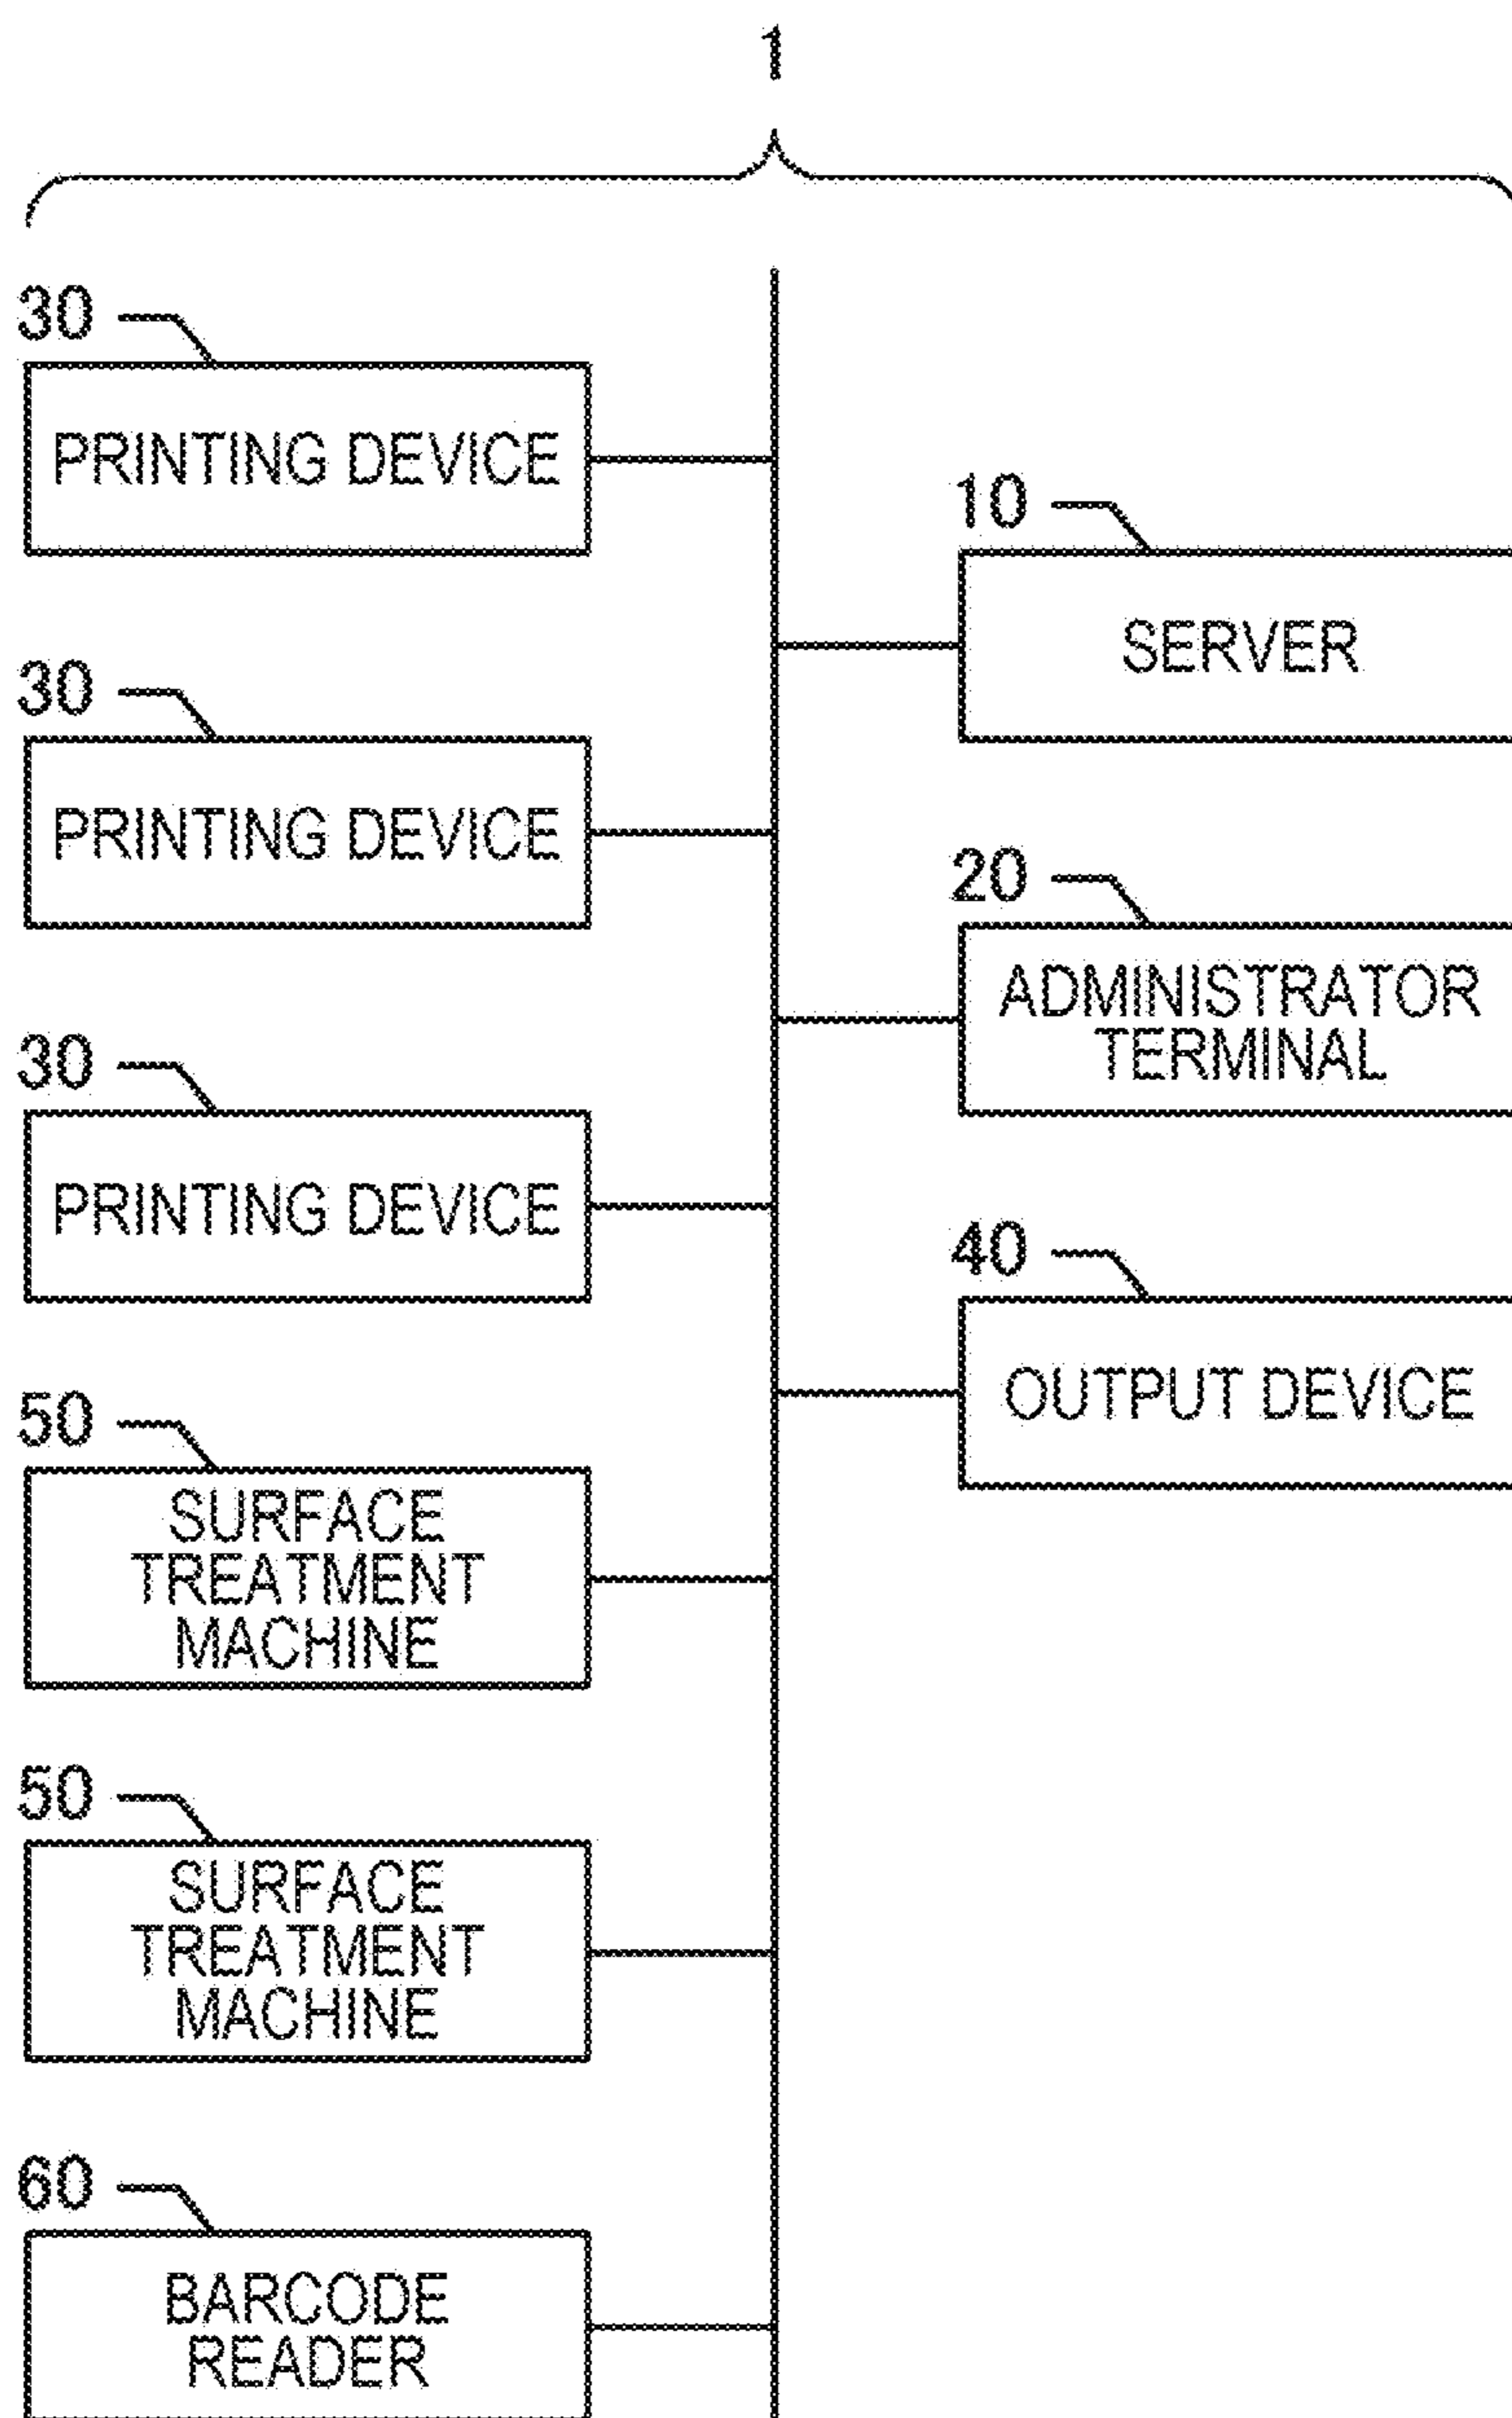 1
30
PRINTING DEVICE
10
SERVER
30
PRINTING DEVICE
20
ADMINISTRATOR
TERMINAL
30
PRINTING DEVICE
40
OUTPUT DEVICE
50
SURFACE
TREATMENT
MACHINE
50
SURFACE
TREATMENT
MACHINE
60
BARCODE
READER